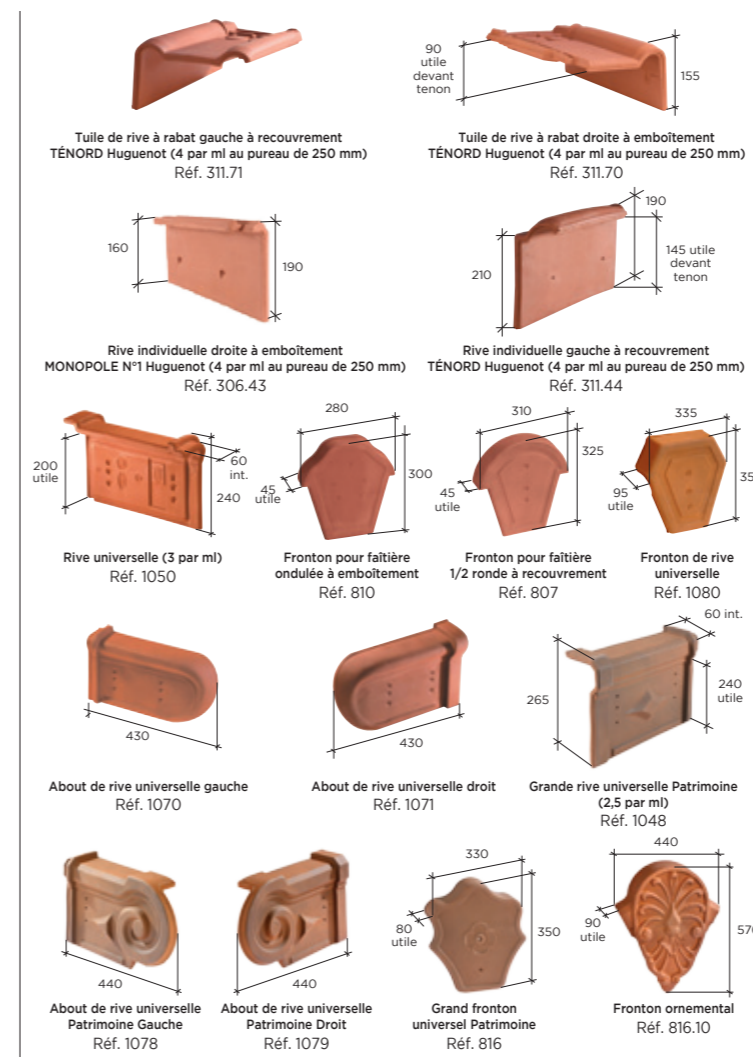 90
utile
devant
tenon
155
Tuile de rive à rabat gauche à recouvrement
TÉNORD Huguenot (4 par ml au pureau de 250 mm)
Réf. 311.71
Tuile de rive à rabat droite à emboîtement
TÉNORD Huguenot (4 par ml au pureau de 250 mm)
Réf. 311.70
160
190
190
210
145 utile
devant
tenon
Rive individuelle droite à emboîtement
MONOPOLE N°1 Huguenot (4 par ml au pureau de 250 mm)
Réf. 306.43
Rive individuelle gauche à recouvrement
TÉNORD Huguenot (4 par ml au pureau de 250 mm)
Réf. 311.44
200
utile
60
int.
240
Rive universelle (3 par ml)
Réf. 1050
280
45
utile
300
Fronton pour faîtière
ondulée à emboîtement
Réf. 810
310
45
utile
325
Fronton pour faîtière
1/2 ronde à recouvrement
Réf. 807
335
95
utile
Fronton de rive
universelle
Réf. 1080
430
About de rive universelle gauche
Réf. 1070
430
About de rive universelle droit
Réf. 1071
60 int.
265
240
utile
Grande rive universelle Patrimoine
(2,5 par ml)
Réf. 1048
440
About de rive universelle
Patrimoine Gauche
Réf. 1078
440
About de rive universelle
Patrimoine Droit
Réf. 1079
330
80
utile
350
Grand fronton
universel Patrimoine
Réf. 816
440
90
utile
570
Fronton ornemental
Réf. 816.10